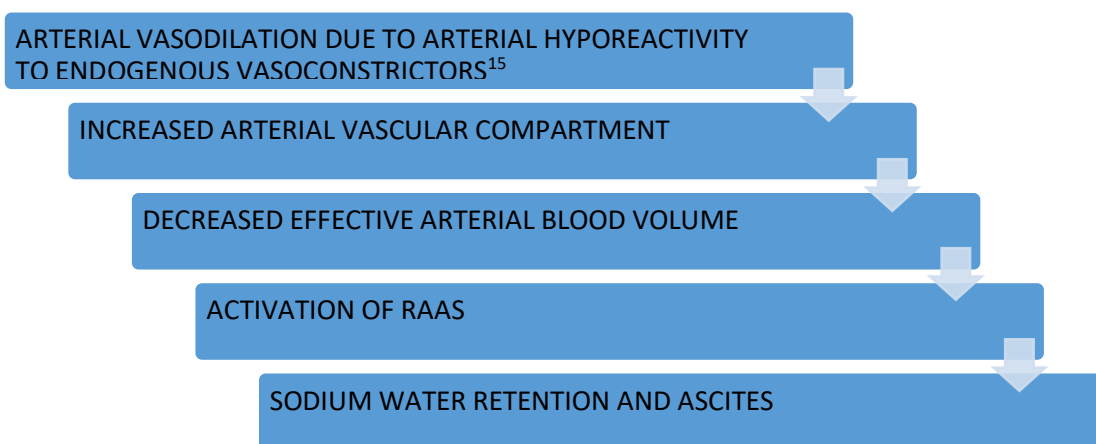 ARTERIAL VASODILATION DUE TO ARTERIAL HYPOREACTIVITY
TO ENDOGENOUS VASOCONSTRICTORS¹⁵
INCREASED ARTERIAL VASCULAR COMPARTMENT
DECREASED EFFECTIVE ARTERIAL BLOOD VOLUME
ACTIVATION OF RAAS
SODIUM WATER RETENTION AND ASCITES